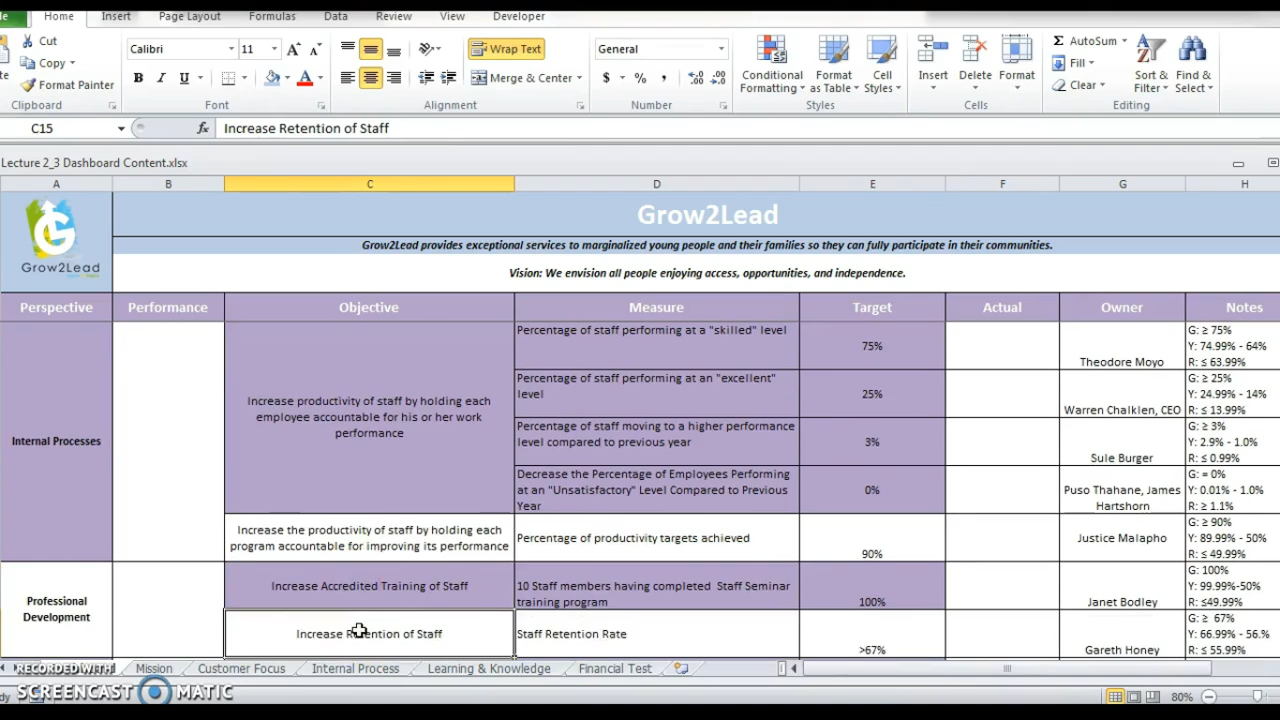 Home Insert Page Layout Formulas Data Review View Developer
Cut
Copy
Format Painter
Clipboard
Calibri 11
B I U
Font
Wrap Text
Merge & Center
Alignment
General
$ % ,
Number
Conditional Formatting
Format as Table
Cell Styles
Styles
Insert Delete Format
Cells
Σ AutoSum
Fill
Clear
Sort & Filter
Find & Select
Editing
C15 fx Increase Retention of Staff
Lecture 2_3 Dashboard Content.xlsx
A B C D E F G H
Grow2Lead
Grow2Lead
Grow2Lead provides exceptional services to marginalized young people and their families so they can fully participate in their communities.
Vision: We envision all people enjoying access, opportunities, and independence.
Perspective Performance Objective Measure Target Actual Owner Notes
Internal Processes
Increase productivity of staff by holding each
employee accountable for his or her work
performance
Percentage of staff performing at a "skilled" level
75%
Theodore Moyo
G: ≥ 75%
Y: 74.99% - 64%
R: ≤ 63.99%
Percentage of staff performing at an "excellent"
level
25%
Warren Chalklen, CEO
G: ≥ 25%
Y: 24.99% - 14%
R: ≤ 13.99%
Percentage of staff moving to a higher performance
level compared to previous year
3%
Sule Burger
G: ≥ 3%
Y: 2.9% - 1.0%
R: ≤ 0.99%
Decrease the Percentage of Employees Performing
at an "Unsatisfactory" Level Compared to Previous
Year
0%
Puso Thahane, James
Hartshorn
G: = 0%
Y: 0.01% - 1.0%
R: ≥ 1.1%
Increase the productivity of staff by holding each
program accountable for improving its performance
Percentage of productivity targets achieved
90%
Justice Malapho
G: ≥ 90%
Y: 89.99% - 50%
R: ≤ 49.99%
Professional
Development
Increase Accredited Training of Staff
10 Staff members having completed Staff Seminar
training program
100%
Janet Bodley
G: 100%
Y: 99.99%-50%
R: ≤49.99%
Increase Retention of Staff
Staff Retention Rate
>67%
Gareth Honey
G: ≥ 67%
Y: 66.99% - 56.%
R: ≤ 55.99%
Mission Customer Focus Internal Process Learning & Knowledge Financial Test
RECORDED WITH
SCREENCAST MATIC
80%